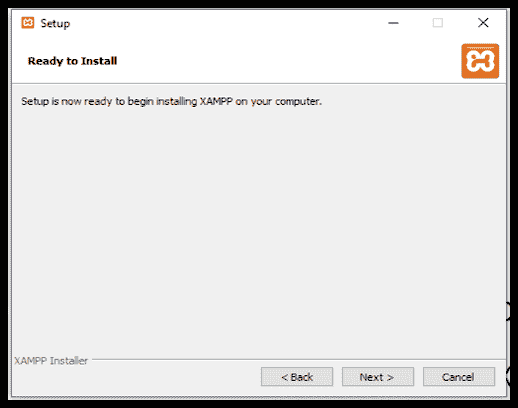 Setup
Ready to Install
Setup is now ready to begin installing XAMPP on your computer.
XAMPP Installer
< Back
Next >
Cancel